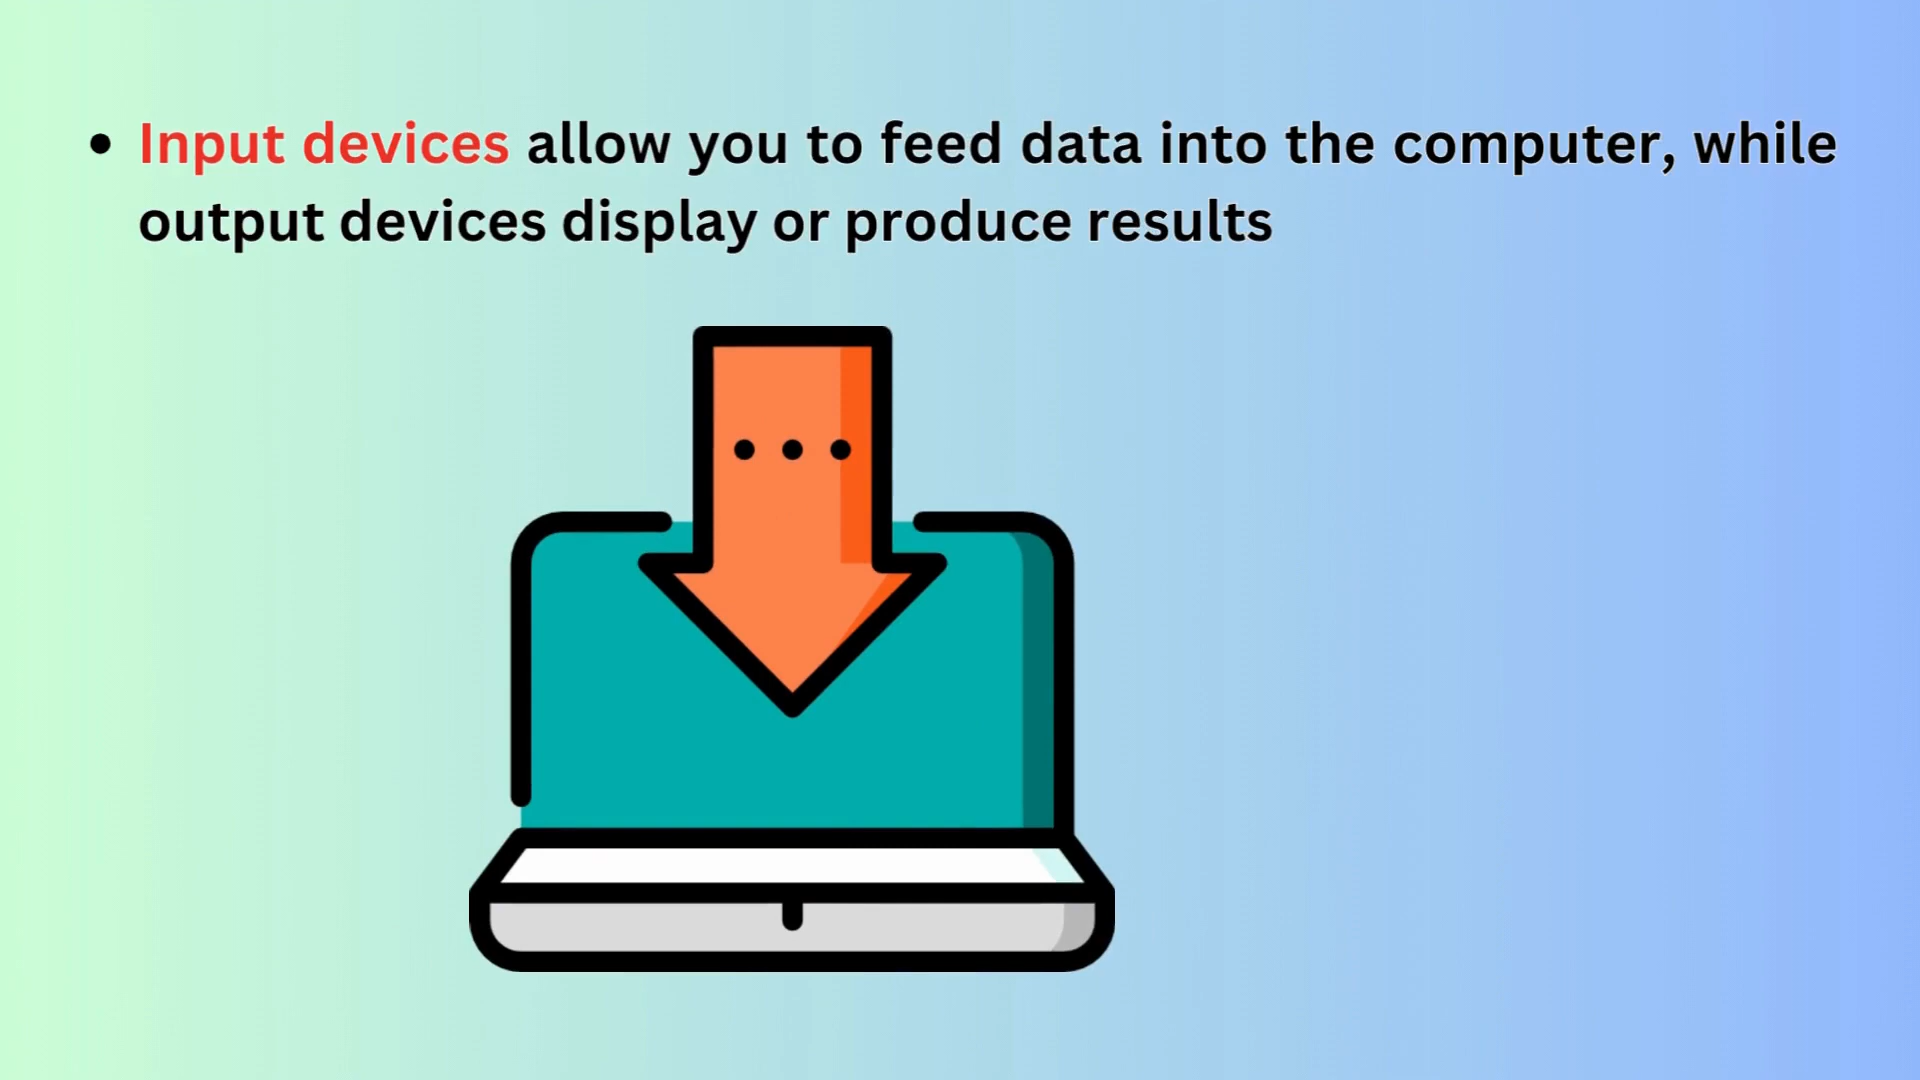 • Input devices allow you to feed data into the computer, while
output devices display or produce results